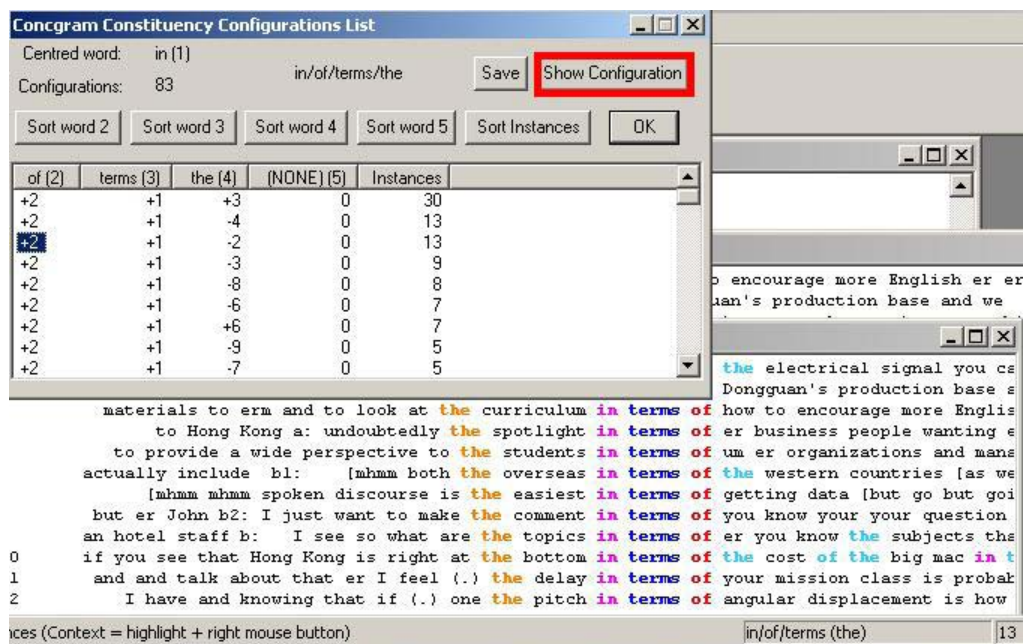 Concgram Constituency Configurations List
Centred word: in (1)
in/of/terms/the
Save
Show Configuration
Configurations: 83
Sort word 2
Sort word 3
Sort word 4
Sort word 5
Sort Instances
OK
of (2) terms (3) the (4) (NONE) (5) Instances
+2 +1 +3 0 30
+2 +1 -4 0 13
+2 +1 -2 0 13
+2 +1 -3 0 9
+2 +1 -8 0 8
+2 +1 -6 0 7
+2 +1 +6 0 7
+2 +1 -9 0 5
+2 +1 -7 0 5
encourage more English er er
production base and we
the electrical signal you
Dongguan's production base
materials to erm and to look at the curriculum in terms of how to encourage more Englis
to Hong Kong a: undoubtedly the spotlight in terms of er business people wanting
to provide a wide perspective to the students in terms of um er organizations and mana
actually include b1: [mhmm both the overseas in terms of the western countries [as we
[mhmm mhmm spoken discourse is the easiest in terms of getting data [but go but goi
but er John b2: I just want to make the comment in terms of you know your your question
an hotel staff b: I see so what are the topics in terms of er you know the subjects tha
0 if you see that Hong Kong is right at the bottom in terms of the cost of the big mac in t
1 and and talk about that er I feel (.) the delay in terms of your mission class is probab
2 I have and knowing that if (.) one the pitch in terms of angular displacement is how
nces (Context = highlight + right mouse button)
in/of/terms (the)
13